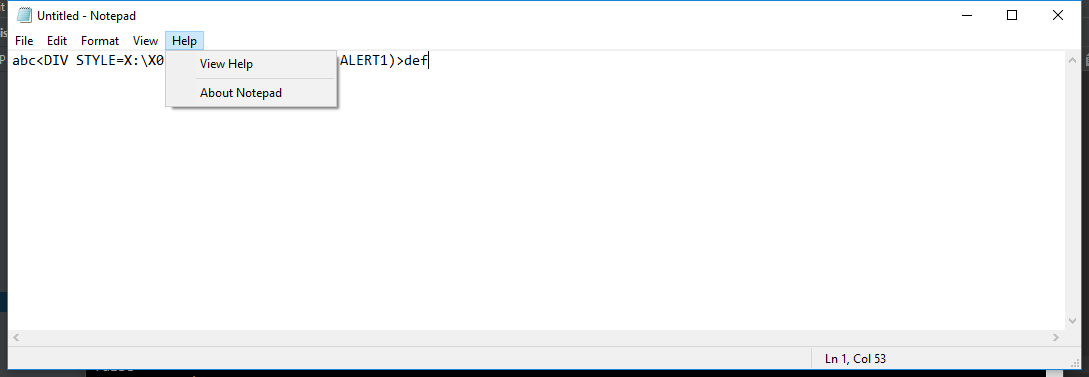 Untitled - Notepad
File Edit Format View Help
abc<DIV STYLE=X:\X0
ALERT1)>def
View Help
About Notepad
Ln 1, Col 53